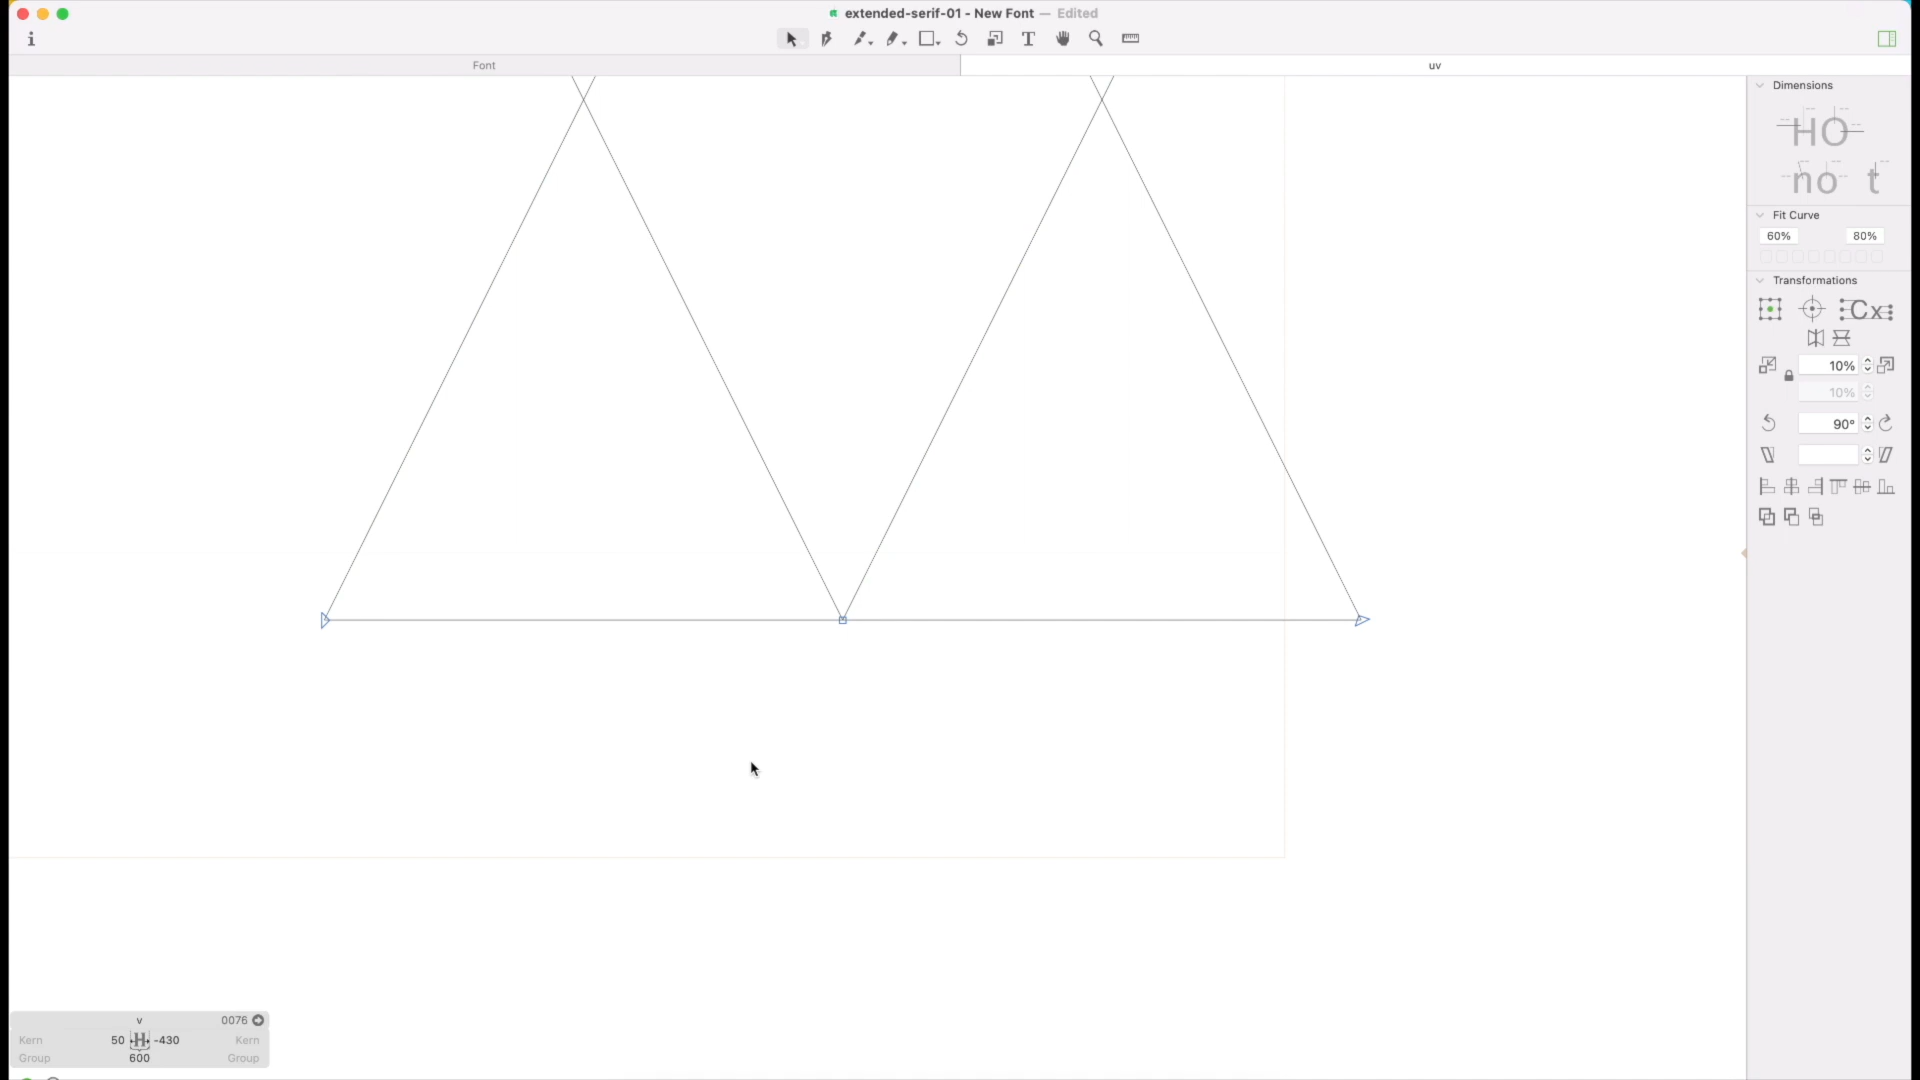 extended-serif-01 - New Font — Edited
Font
uv
Dimensions
HO
no t
Fit Curve
60% 80%
Transformations
Cx
10%
10%
90°
v 0076
Kern 50 H -430 Kern
Group 600 Group